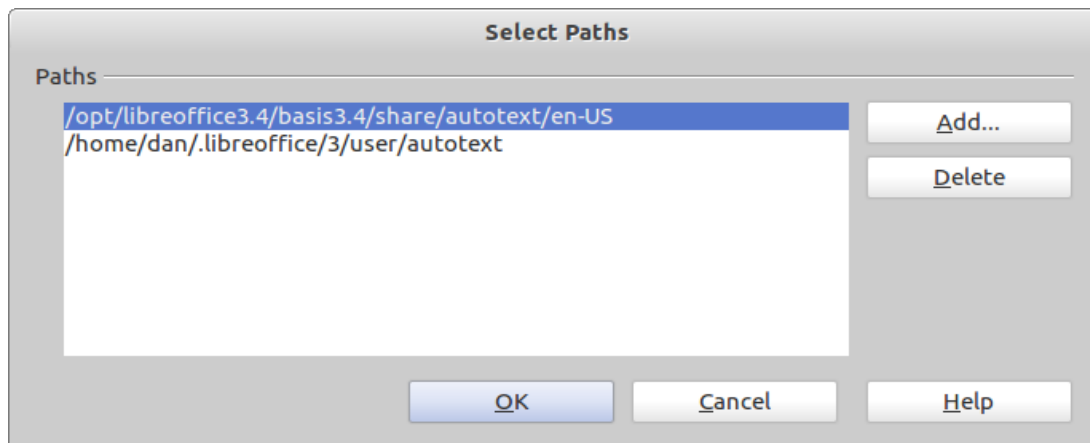 Select Paths
Paths
/opt/libreoffice3.4/basis3.4/share/autotext/en-US
/home/dan/.libreoffice/3/user/autotext
Add...
Delete
OK Cancel Help